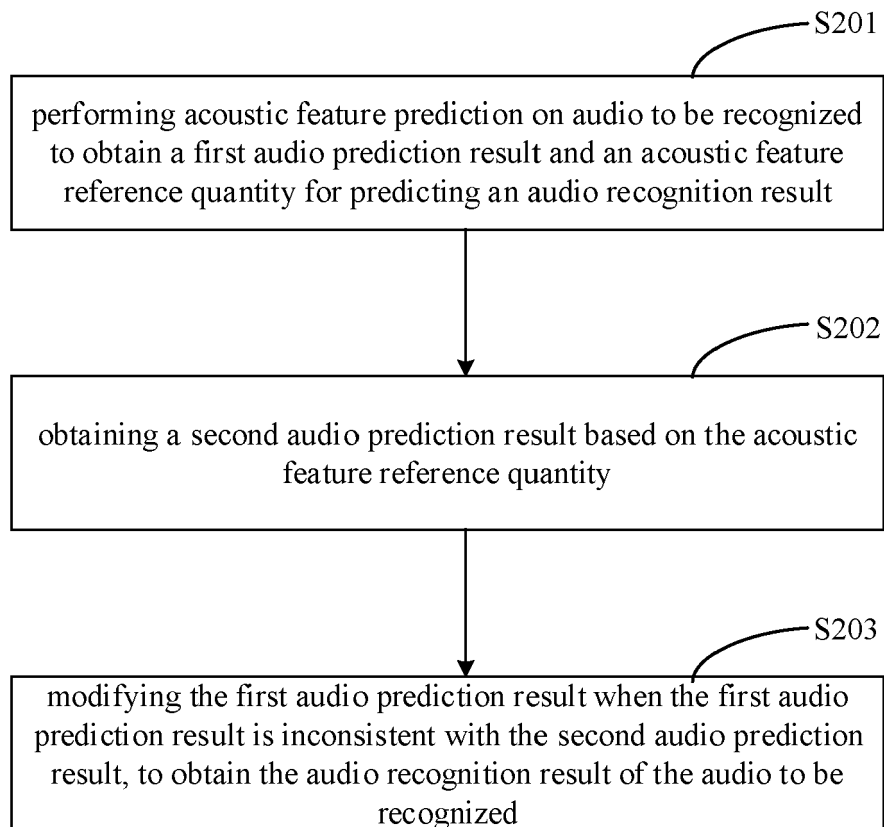 S201
performing acoustic feature prediction on audio to be recognized
to obtain a first audio prediction result and an acoustic feature
reference quantity for predicting an audio recognition result
S202
obtaining a second audio prediction result based on the acoustic
feature reference quantity
S203
modifying the first audio prediction result when the first audio
prediction result is inconsistent with the second audio prediction
result, to obtain the audio recognition result of the audio to be
recognized